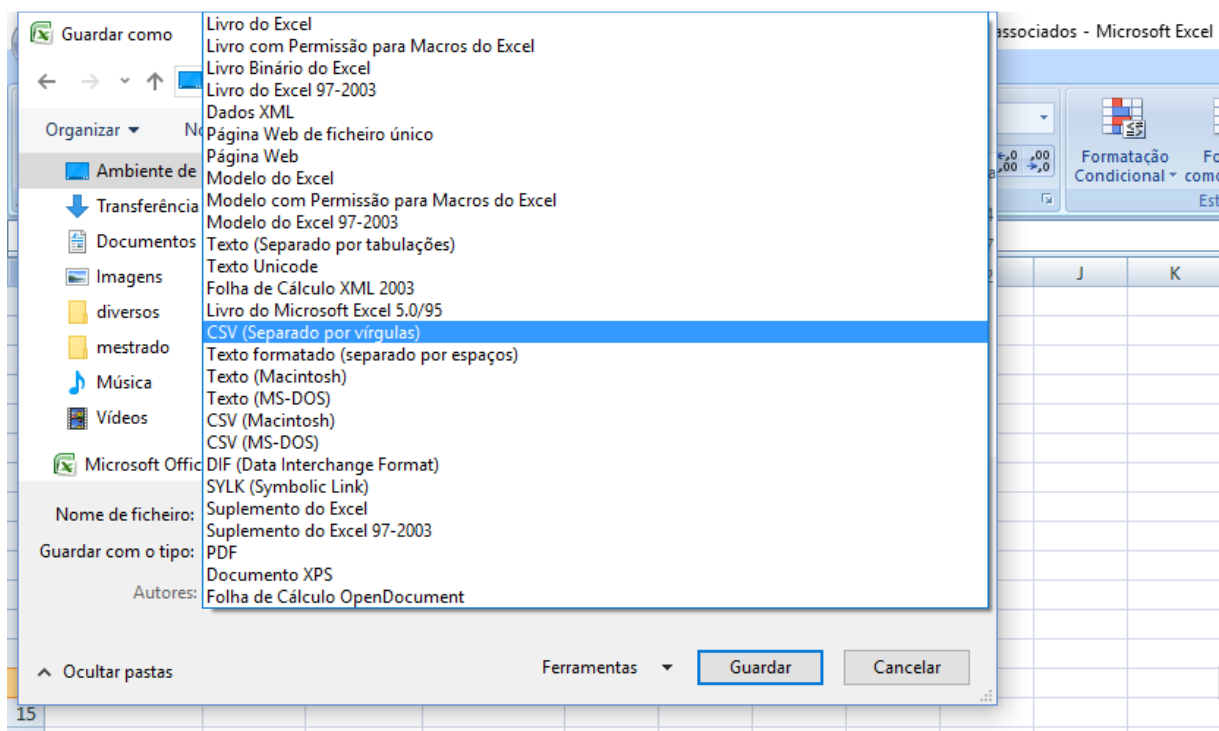 Guardar como
associados - Microsoft Excel
Organizar
Ambiente de
Transferência
Documentos
Imagens
diversos
mestrado
Música
Vídeos
Microsoft Offic
Livro do Excel
Livro com Permissão para Macros do Excel
Livro Binário do Excel
Livro do Excel 97-2003
Dados XML
Página Web de ficheiro único
Página Web
Modelo do Excel
Modelo com Permissão para Macros do Excel
Modelo do Excel 97-2003
Texto (Separado por tabulações)
Texto Unicode
Folha de Cálculo XML 2003
Livro do Microsoft Excel 5.0/95
CSV (Separado por vírgulas)
Texto formatado (separado por espaços)
Texto (Macintosh)
Texto (MS-DOS)
CSV (Macintosh)
CSV (MS-DOS)
DIF (Data Interchange Format)
SYLK (Symbolic Link)
Suplemento do Excel
Suplemento do Excel 97-2003
PDF
Documento XPS
Folha de Cálculo OpenDocument
Nome de ficheiro:
Guardar com o tipo:
Autores:
Ocultar pastas
Ferramentas
Guardar
Cancelar
,0 ,00
,00 ,0
Formatação
Condicional
como
Est
J K
15